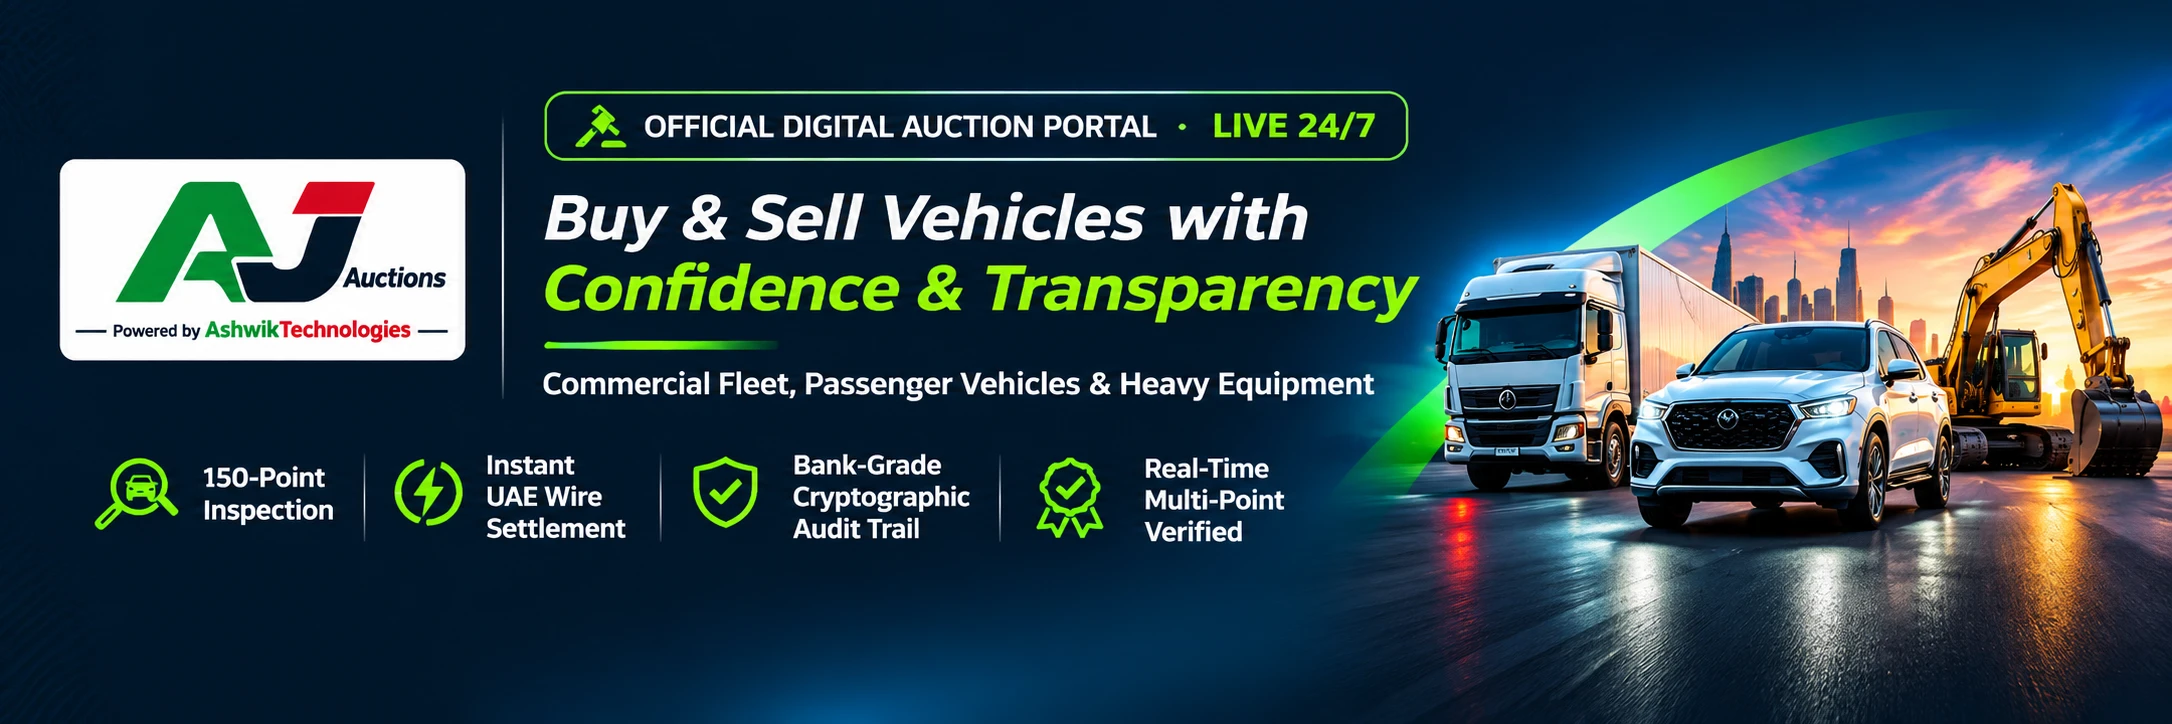 AJ Auctions
Powered by AshwikTechnologies
OFFICIAL DIGITAL AUCTION PORTAL • LIVE 24/7
Buy & Sell Vehicles with
Confidence & Transparency
Commercial Fleet, Passenger Vehicles & Heavy Equipment
150-Point
Inspection
Instant
UAE Wire
Settlement
Bank-Grade
Cryptographic
Audit Trail
Real-Time
Multi-Point
Verified